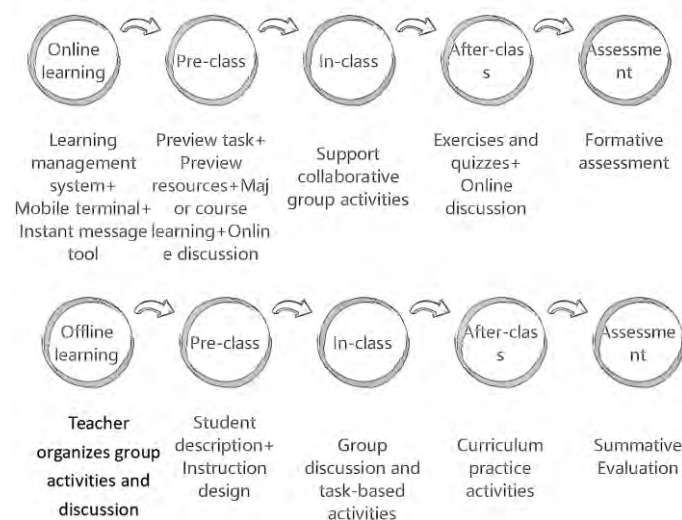 Online
learning
Pre-class
In-class
After-clas
s
Assessme
nt
Learning
management
system+
Mobile terminal+
Instant message
tool
Preview task+
Preview
resources+Maj
or course
learning+Onlin
e discussion
Support
collaborative
group activities
Exercises and
quizzes+
Online
discussion
Formative
assessment
Offline
learning
Pre-class
In-class
After-clas
s
Assessme
nt
Teacher
organizes group
activities and
discussion
Student
description+
Instruction
design
Group
discussion and
task-based
activities
Curriculum
practice
activities
Summative
Evaluation